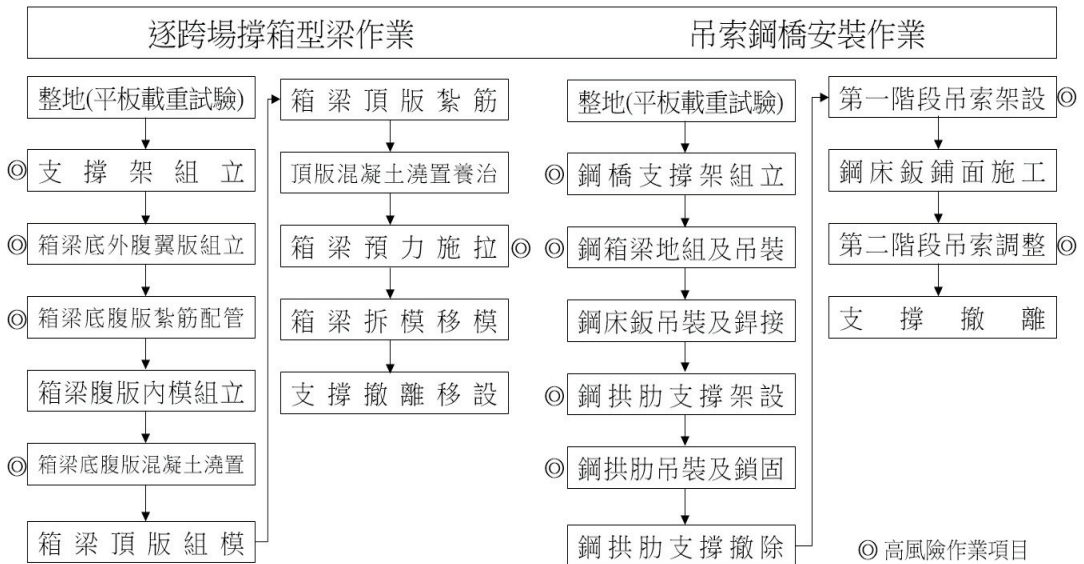 逐跨場撐箱型梁作業
吊索鋼橋安裝作業
整地(平板載重試驗)
◎ 支撐架組立
◎ 箱梁底外腹翼版組立
◎ 箱梁底腹版紮筋配管
箱梁腹版內模組立
◎ 箱梁底腹版混凝土澆置
箱梁頂版組模
箱梁頂版紮筋
頂版混凝土澆置養治
箱梁預力施拉 ◎
箱梁拆模移模
支撐撤離移設
整地(平板載重試驗)
◎ 鋼橋支撐架組立
◎ 鋼箱梁地組及吊裝
鋼床鈑吊裝及銲接
◎ 鋼拱肋支撐架設
◎ 鋼拱肋吊裝及鎖固
鋼拱肋支撐撤除
第一階段吊索架設 ◎
鋼床鈑鋪面施工
第二階段吊索調整 ◎
支撐撤離
◎ 高風險作業項目